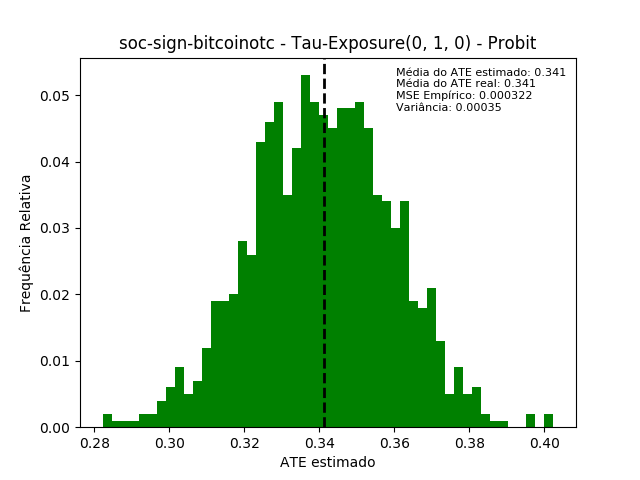 soc-sign-bitcoinotc - Tau-Exposure(0, 1, 0) - Probit
Média do ATE estimado: 0.341
Média do ATE real: 0.341
MSE Empírico: 0.000322
Variância: 0.00035
Frequência Relativa
0.05
0.04
0.03
0.02
0.01
0.00
0.28 0.30 0.32 0.34 0.36 0.38 0.40
ATE estimado